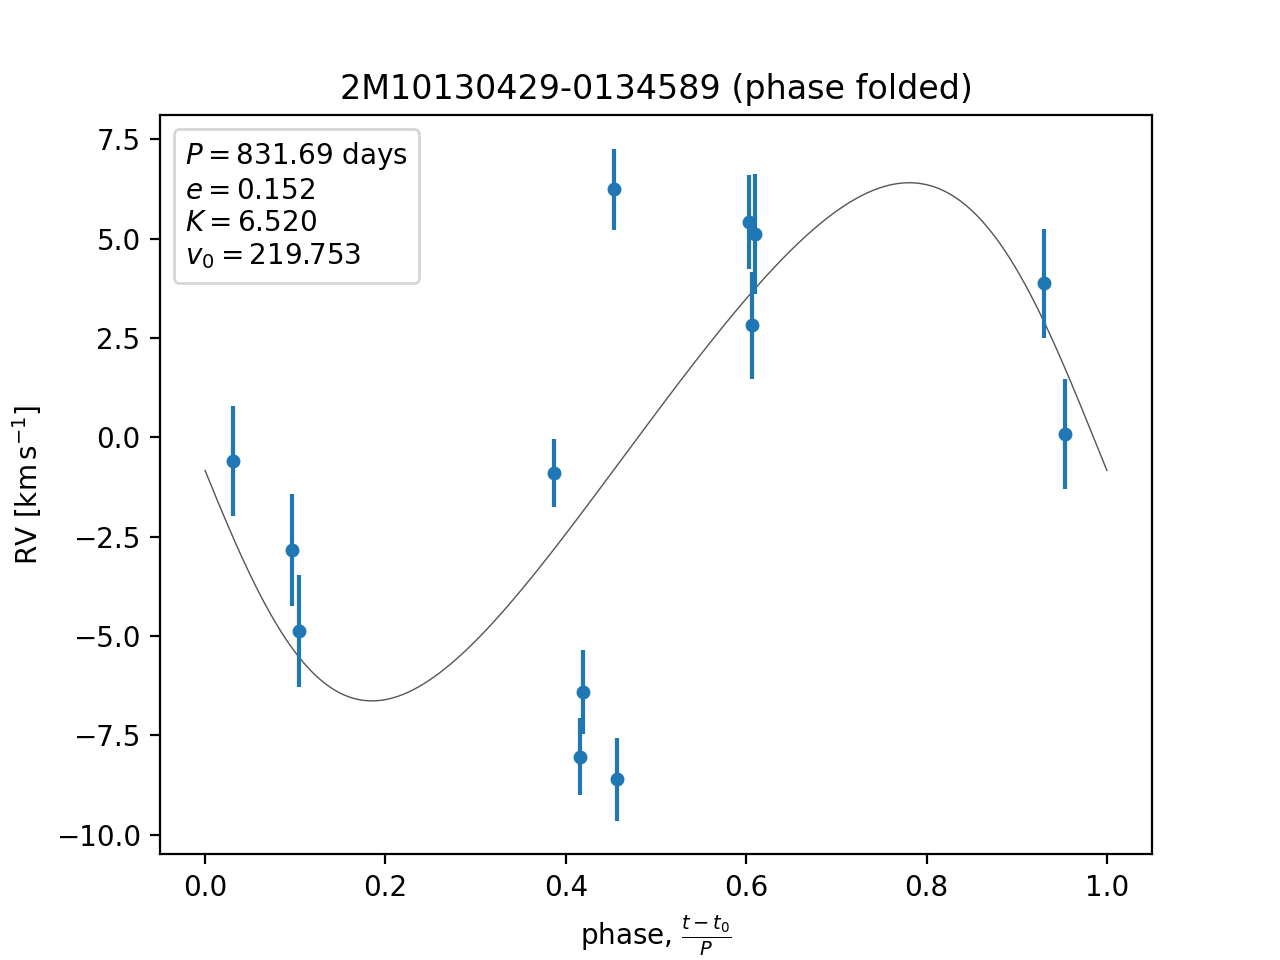 2M10130429-0134589 (phase folded)
P = 831.69 days
e = 0.152
K = 6.520
v₀ = 219.753
7.5
5.0
2.5
0.0
−2.5
−5.0
−7.5
−10.0
RV [km s⁻¹]
0.0 0.2 0.4 0.6 0.8 1.0
phase, (t − t₀)/P